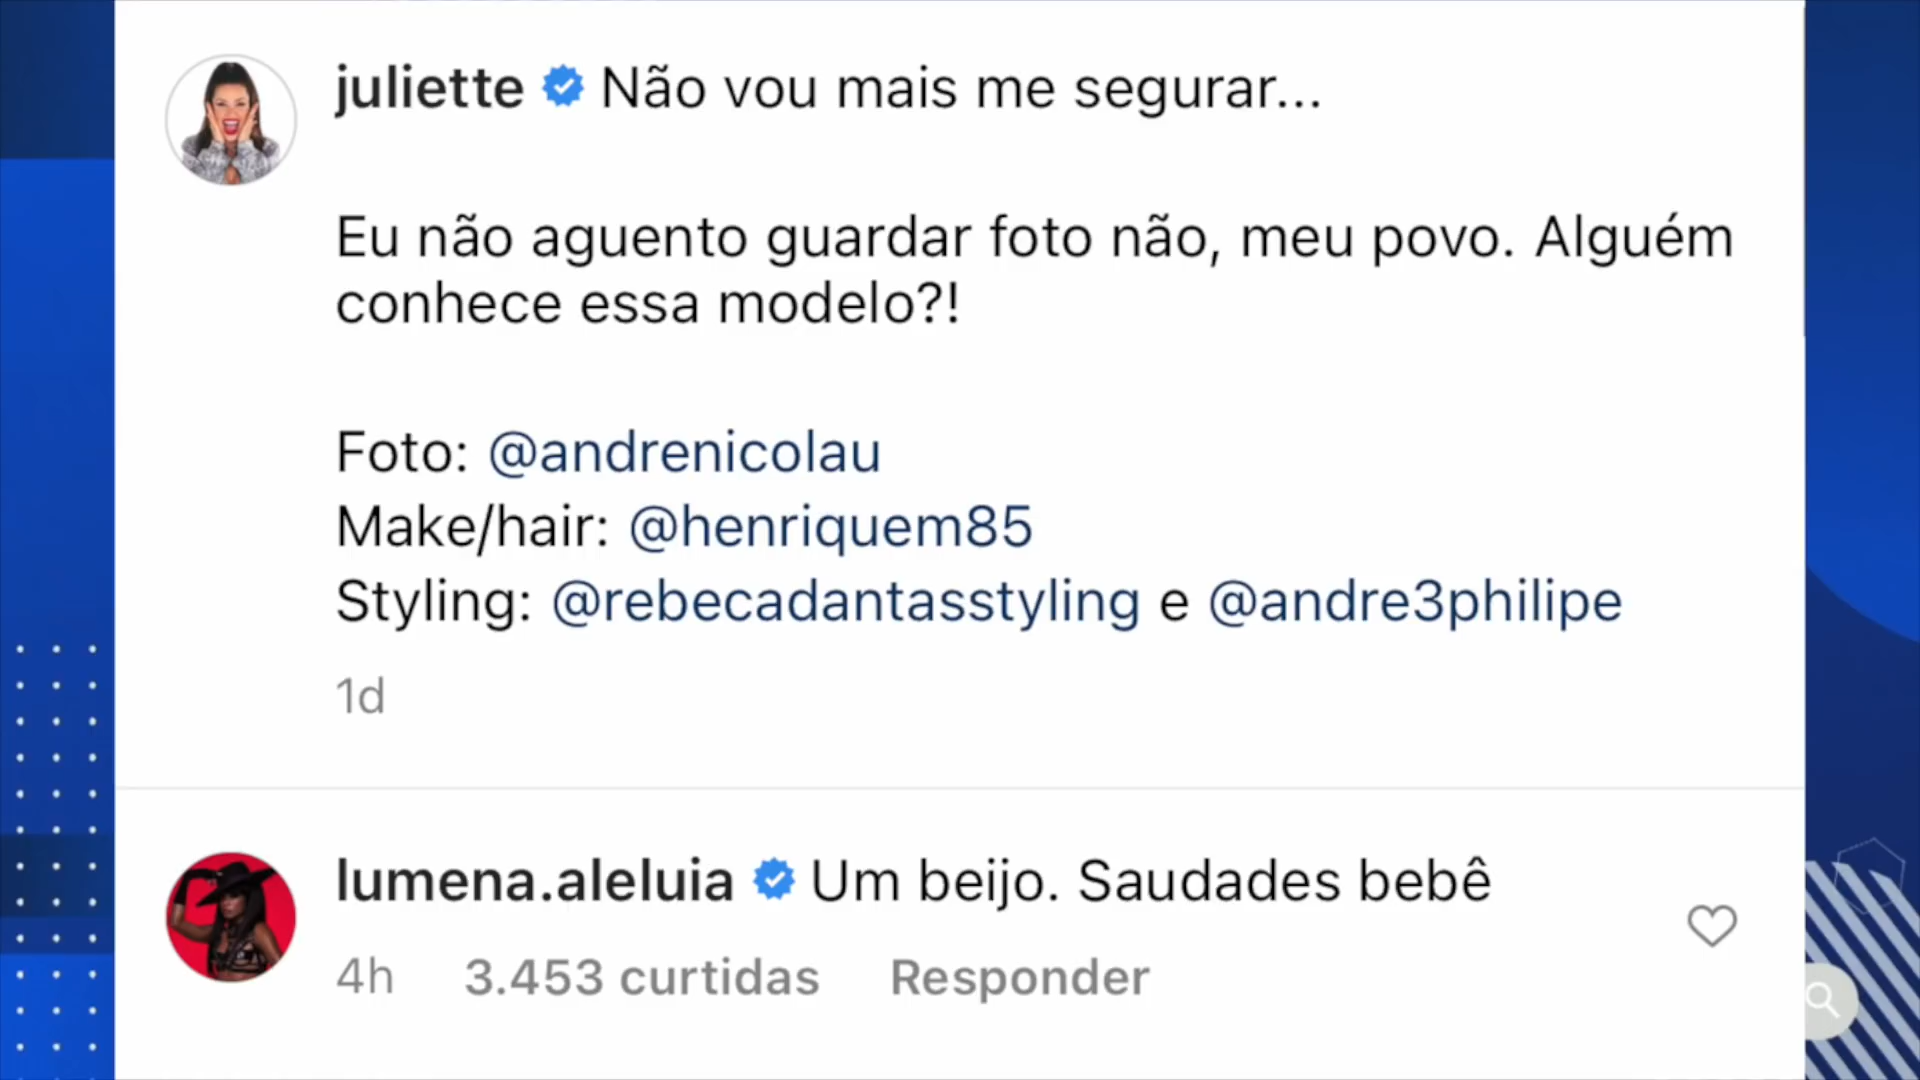 juliette Não vou mais me segurar...
Eu não aguento guardar foto não, meu povo. Alguém
conhece essa modelo?!
Foto: @andrenicolau
Make/hair: @henriquem85
Styling: @rebecadantasstyling e @andre3philipe
1d
lumena.aleluia Um beijo. Saudades bebê
4h 3.453 curtidas Responder